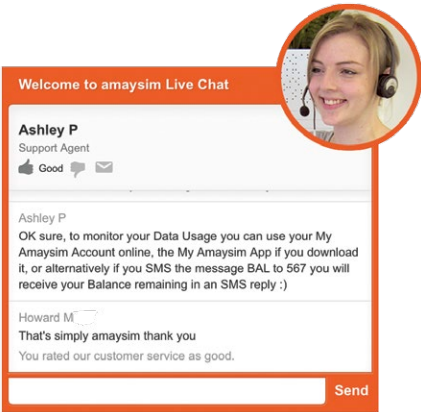 Welcome to amaysim Live Chat
Ashley P
Support Agent
Good
Ashley P
OK sure, to monitor your Data Usage you can use your My
Amaysim Account online, the My Amaysim App if you download
it, or alternatively if you SMS the message BAL to 567 you will
receive your Balance remaining in an SMS reply :)
Howard M
That's simply amaysim thank you
You rated our customer service as good.
Send